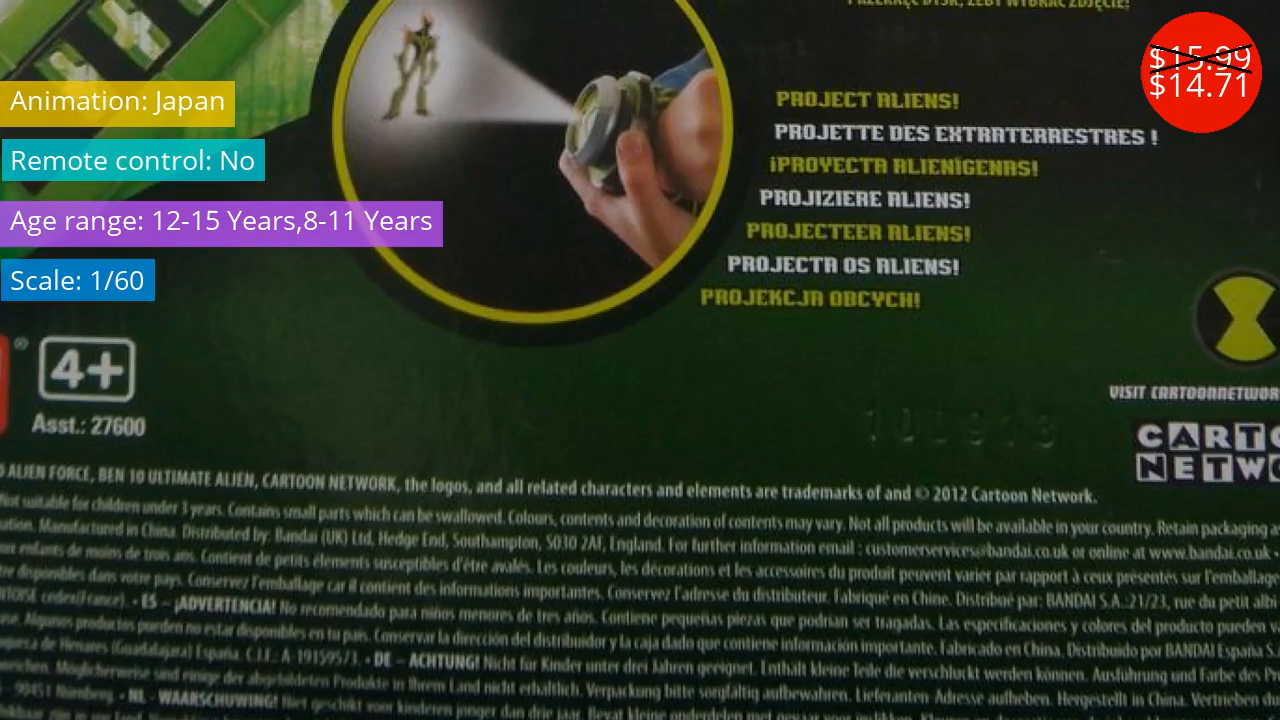 $15.99
$14.71
Animation: Japan
Remote control: No
Age range: 12-15 Years,8-11 Years
Scale: 1/60
PROJECT ALIENS!
PROJETTE DES EXTRATERRESTRES !
¡PROYECTA ALIENÍGENAS!
PROJIZIERE ALIENS!
PROJECTEER ALIENS!
PROJECTA OS ALIENS!
PROJEKCJA OBCYCH!
4+
Asst.: 27600
VISIT CARTOONNETWOR
CARTO
NETWO
ALIEN FORCE, BEN 10 ULTIMATE ALIEN, CARTOON NETWORK, the logos, and all related characters and elements are trademarks of and © 2012 Cartoon Network.
Not suitable for children under 3 years. Contains small parts which can be swallowed. Colours, contents and decoration of contents may vary. Not all products will be available in your country. Retain packaging
Manufactured in China. Distributed by: Bandai (UK) Ltd, Hedge End, Southampton, SO30 2AF, England. For further information email : customerservices@bandai.co.uk or online at www.bandai.co.uk
enfants de moins de trois ans. Contient de petits élements susceptibles d'être avalés. Les couleurs, les décorations et les accessoires du produit peuvent varier par rapport à ceux présentés sur l'emballage
disponibles dans votre pays. Conservez l'emballage car il contient des informations importantes. Conservez l'adresse du distributeur. Fabriqué en Chine. Distribué par: BANDAI S.A.:21/23, rue du petit albi
- ES – ¡ADVERTENCIA! No recomendado para niños menores de tres años. Contiene pequeñas piezas que podrían ser tragadas. Las especificaciones y colores del producto pueden
Algunos productos pueden no estar disponibles en tu país. Conservar la dirección del distribuidor y la caja dado que contiene información importante. Fabricado en China. Distribuido por BANDAI España S.A
de Henares (Guadalajara) España. C.I.E. A-19159573. - DE – ACHTUNG! Nicht für Kinder unter drei Jahren geeignet. Enthält kleine Teile die verschluckt werden können. Ausführung und Farbe des
Möglicherweise sind einige der abgebildeten Produkte in Ihrem Land nicht erhältlich. Verpackung bitte sorgfältig aufbewahren. Lieferanten Adresse aufheben. Hergestellt in China. Vertrieben
- 90451 Nürnberg - NL - WAARSCHUWING! Niet geschikt voor kinderen jonger dan drie jaar. Bevat kleine onderdelen